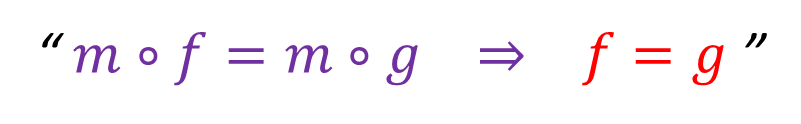 “ m ∘ f = m ∘ g ⇒ f = g ”